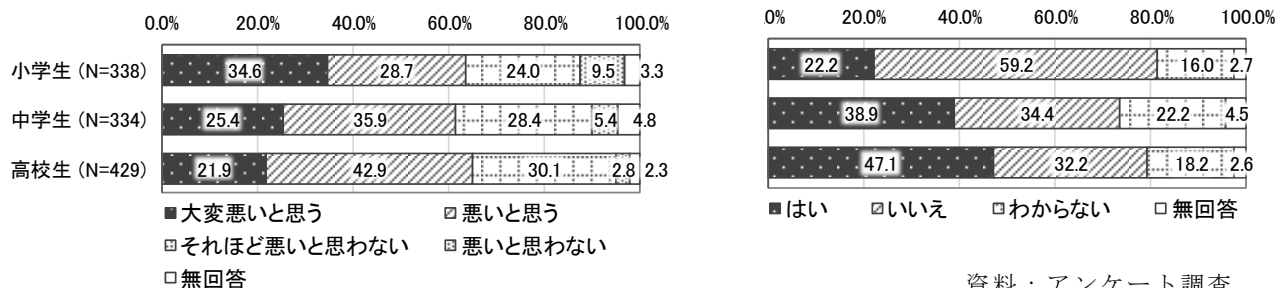 0.0% 20.0% 40.0% 60.0% 80.0% 100.0%
小学生 (N=338) 34.6 28.7 24.0 9.5 3.3
中学生 (N=334) 25.4 35.9 28.4 5.4 4.8
高校生 (N=429) 21.9 42.9 30.1 2.8 2.3
大変悪いと思う 悪いと思う
それほど悪いと思わない 悪いと思わない
無回答
.0% 20.0% 40.0% 60.0% 80.0% 100.0%
22.2 59.2 16.0 2.7
38.9 34.4 22.2 4.5
47.1 32.2 18.2 2.6
はい いいえ わからない 無回答
資料：アンケート調査